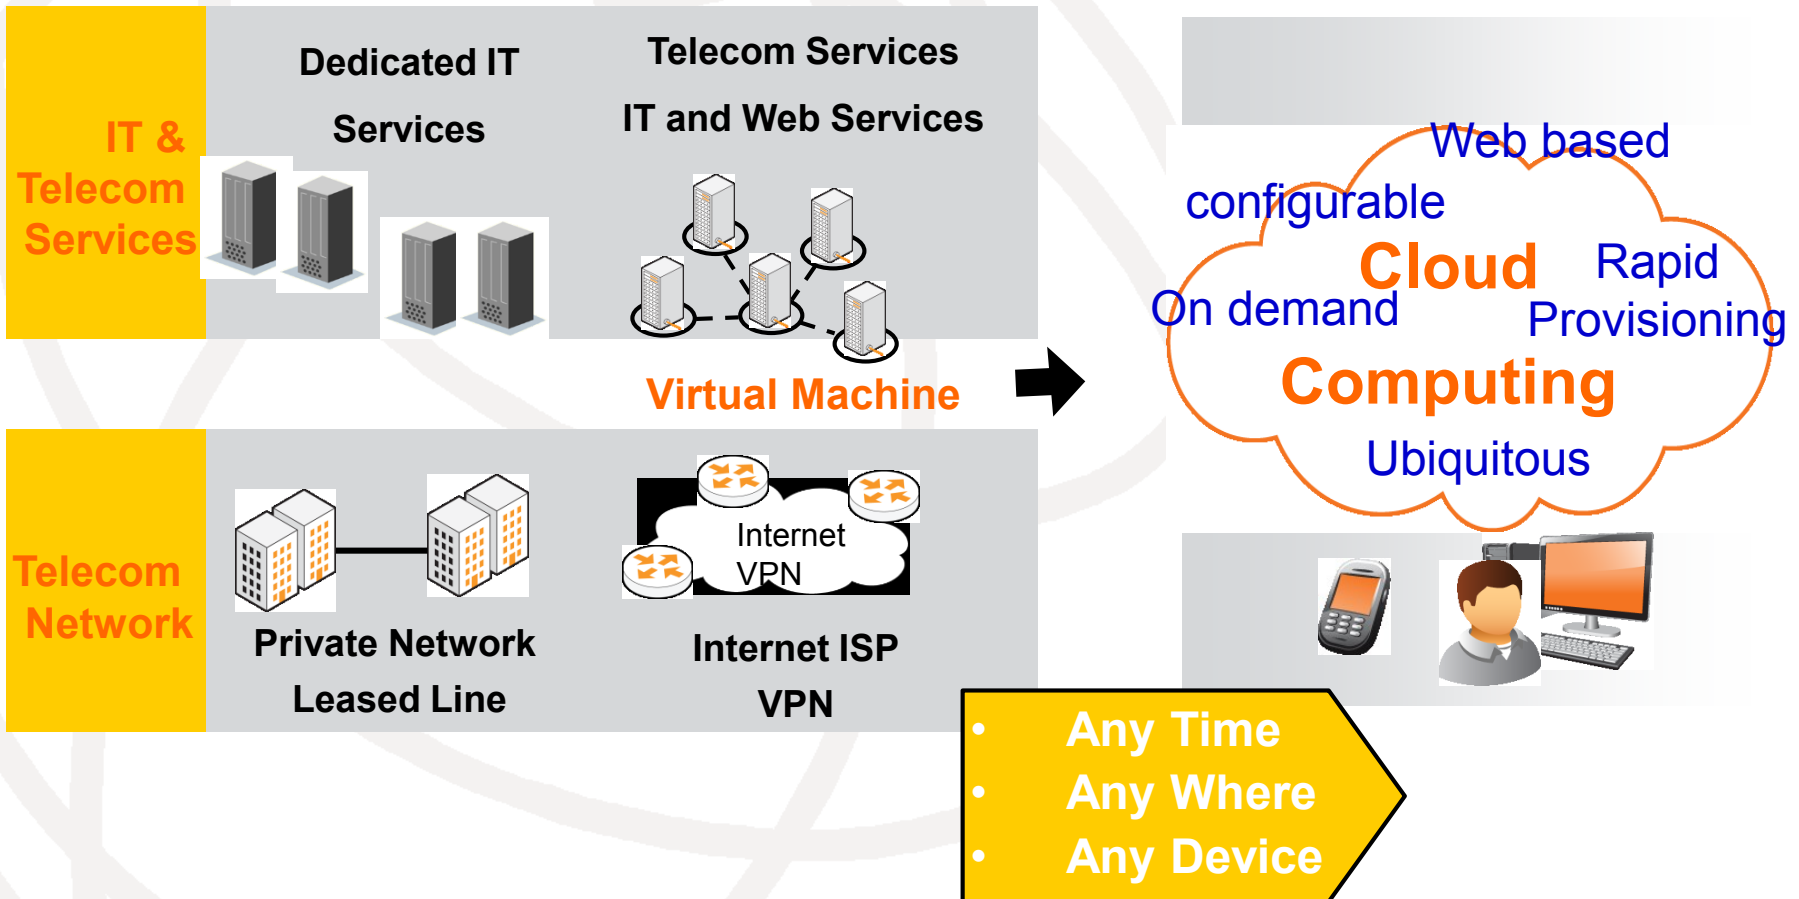 IT &
Telecom
Services
Dedicated IT
Services
Telecom Services
IT and Web Services
Virtual Machine
Telecom
Network
Private Network
Leased Line
Internet
VPN
Internet ISP
VPN
Web based
configurable
Cloud
Rapid
On demand
Provisioning
Computing
Ubiquitous
• Any Time
• Any Where
• Any Device